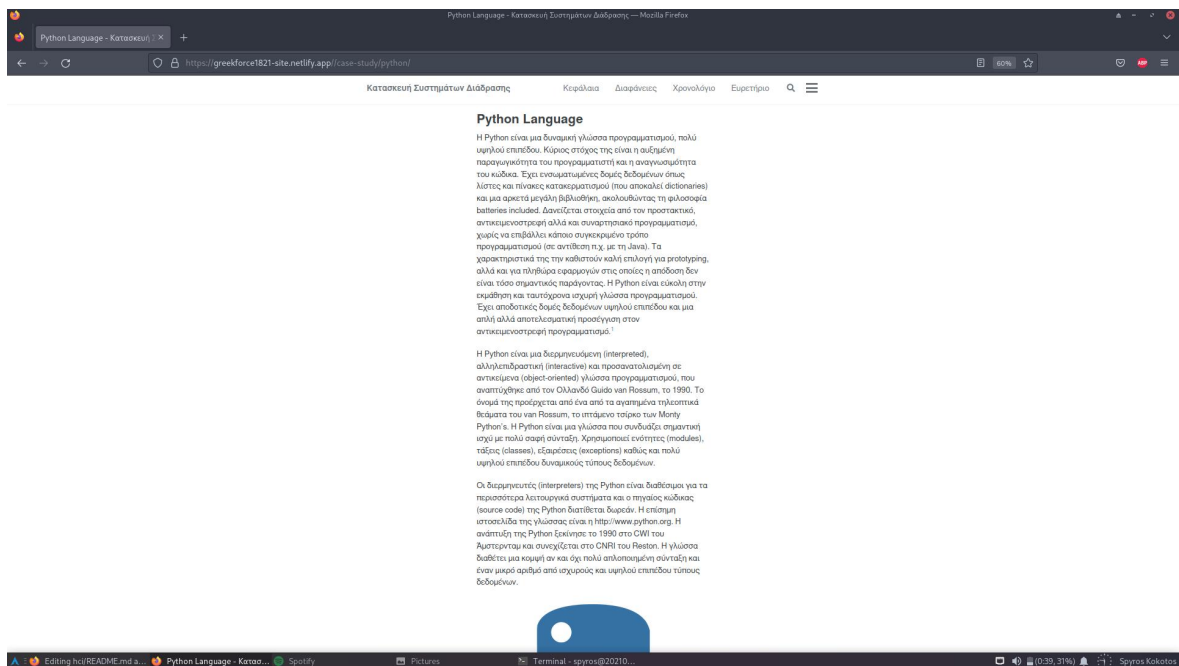 Python Language - Κατασκευή Συστημάτων Διάδρασης — Mozilla Firefox
Python Language - Κατασκευή Σ
https://greekforce1821-site.netlify.app//case-study/python/
60%
ABP
Κατασκευή Συστημάτων Διάδρασης Κεφάλαια Διαφάνειες Χρονολόγιο Ευρετήριο
Python Language
Η Python είναι μια δυναμική γλώσσα προγραμματισμού, πολύ
υψηλού επιπέδου. Κύριος στόχος της είναι η αυξημένη
παραγωγικότητα του προγραμματιστή και η αναγνωσιμότητα
του κώδικα. Έχει ενσωματωμένες δομές δεδομένων όπως
λίστες και πίνακες κατακερματισμού (που αποκαλεί dictionaries)
και μια αρκετά μεγάλη βιβλιοθήκη, ακολουθώντας τη φιλοσοφία
batteries included. Δανείζεται στοιχεία από τον προστακτικό,
αντικειμενοστρεφή αλλά και συναρτησιακό προγραμματισμό,
χωρίς να επιβάλλει κάποιο συγκεκριμένο τρόπο
προγραμματισμού (σε αντίθεση π.χ. με τη Java). Τα
χαρακτηριστικά της την καθιστούν καλή επιλογή για prototyping,
αλλά και για πληθώρα εφαρμογών στις οποίες η απόδοση δεν
είναι τόσο σημαντικός παράγοντας. Η Python είναι εύκολη στην
εκμάθηση και ταυτόχρονα ισχυρή γλώσσα προγραμματισμού.
Έχει αποδοτικές δομές δεδομένων υψηλού επιπέδου και μια
απλή αλλά αποτελεσματική προσέγγιση στον
αντικειμενοστρεφή προγραμματισμό.1
Η Python είναι μια διερμηνευόμενη (interpreted),
αλληλεπιδραστική (interactive) και προσανατολισμένη σε
αντικείμενα (object-oriented) γλώσσα προγραμματισμού, που
αναπτύχθηκε από τον Ολλανδό Guido van Rossum, το 1990. Το
όνομά της προέρχεται από ένα από τα αγαπημένα τηλεοπτικά
θεάματα του van Rossum, το ιπτάμενο τσίρκο των Monty
Python's. Η Python είναι μια γλώσσα που συνδυάζει σημαντική
ισχύ με πολύ σαφή σύνταξη. Χρησιμοποιεί ενότητες (modules),
τάξεις (classes), εξαιρέσεις (exceptions) καθώς και πολύ
υψηλού επιπέδου δυναμικούς τύπους δεδομένων.
Οι διερμηνευτές (interpreters) της Python είναι διαθέσιμοι για τα
περισσότερα λειτουργικά συστήματα και ο πηγαίος κώδικας
(source code) της Python διατίθεται δωρεάν. Η επίσημη
ιστοσελίδα της γλώσσας είναι η http://www.python.org. Η
ανάπτυξη της Python ξεκίνησε το 1990 στο CWI του
Άμστερνταμ και συνεχίζεται στο CNRI του Reston. Η γλώσσα
διαθέτει μια κομψή αν και όχι πολύ απλοποιημένη σύνταξη και
έναν μικρό αριθμό από ισχυρούς και υψηλού επιπέδου τύπους
δεδομένων.
Editing hci/README.md a... Python Language - Κατασ... Spotify Pictures Terminal - spyros@20210... (0:39, 31%) Spyros Kokotos